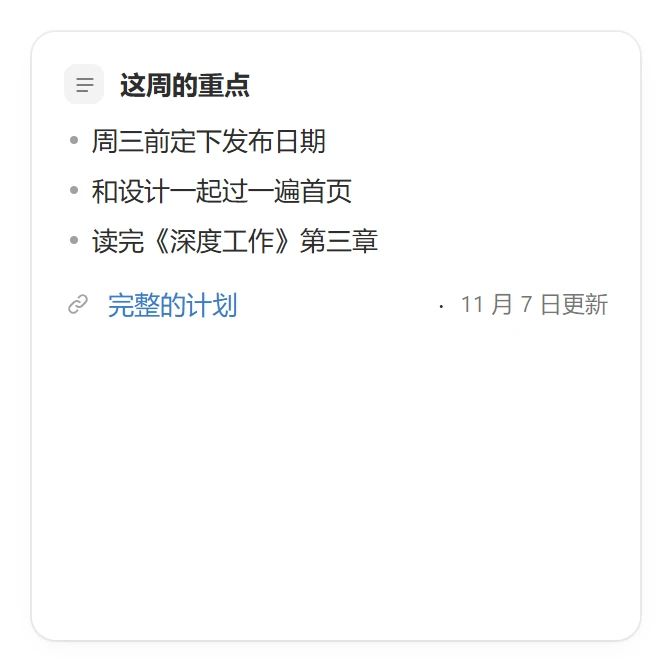 这周的重点
周三前定下发布日期
和设计一起过一遍首页
读完《深度工作》第三章
完整的计划 · 11 月 7 日更新